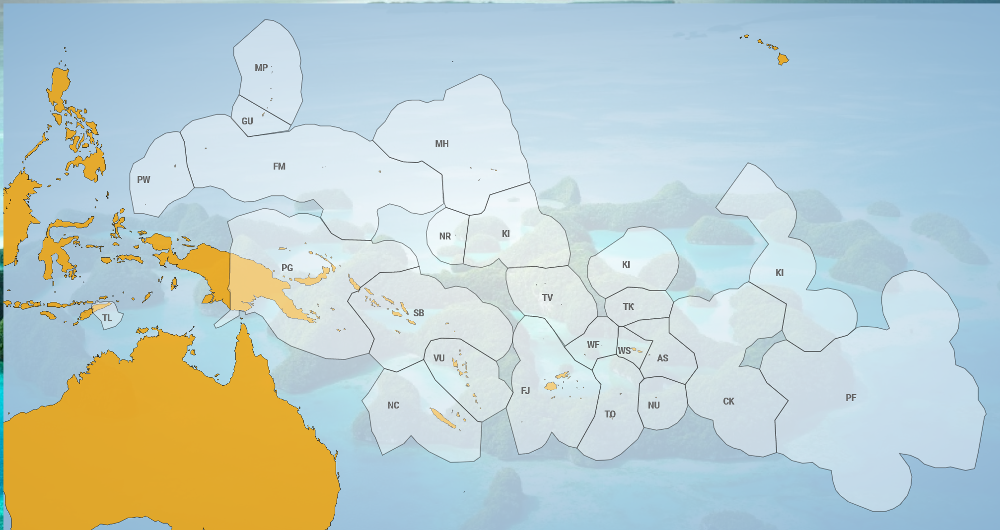 MP
GU
MH
FM
PW
NR
KI
KI
PG
KI
TV
TK
SB
TL
WF
WS
VU
AS
FJ
PF
CK
NC
NU
TO